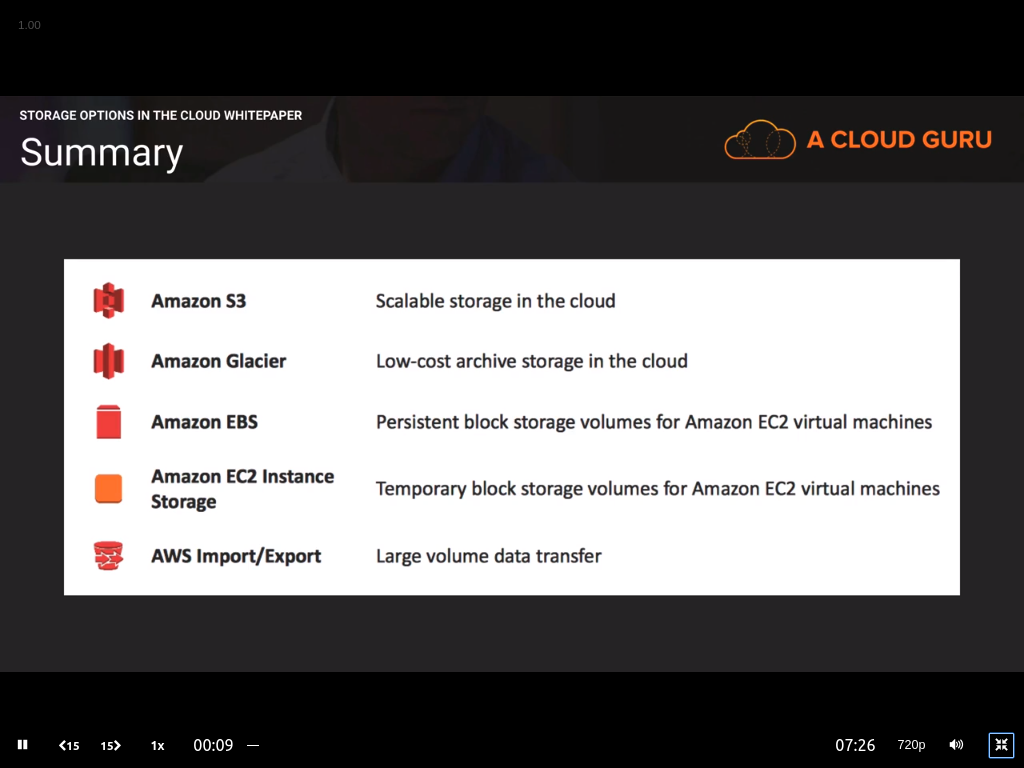 1.00
STORAGE OPTIONS IN THE CLOUD WHITEPAPER
Summary
A CLOUD GURU
Amazon S3 Scalable storage in the cloud
Amazon Glacier Low-cost archive storage in the cloud
Amazon EBS Persistent block storage volumes for Amazon EC2 virtual machines
Amazon EC2 Instance
Storage
Temporary block storage volumes for Amazon EC2 virtual machines
AWS Import/Export Large volume data transfer
15 15 1x 00:09 07:26 720p